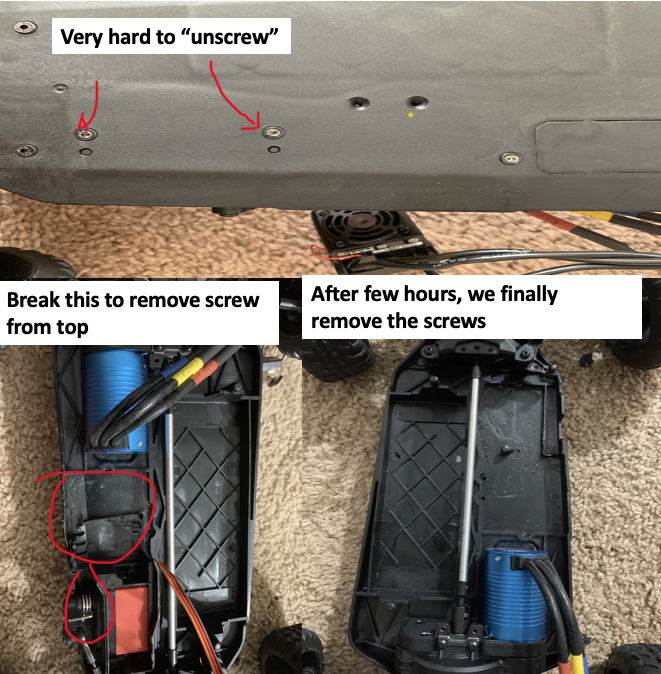 Very hard to “unscrew”
Break this to remove screw
from top
After few hours, we finally
remove the screws